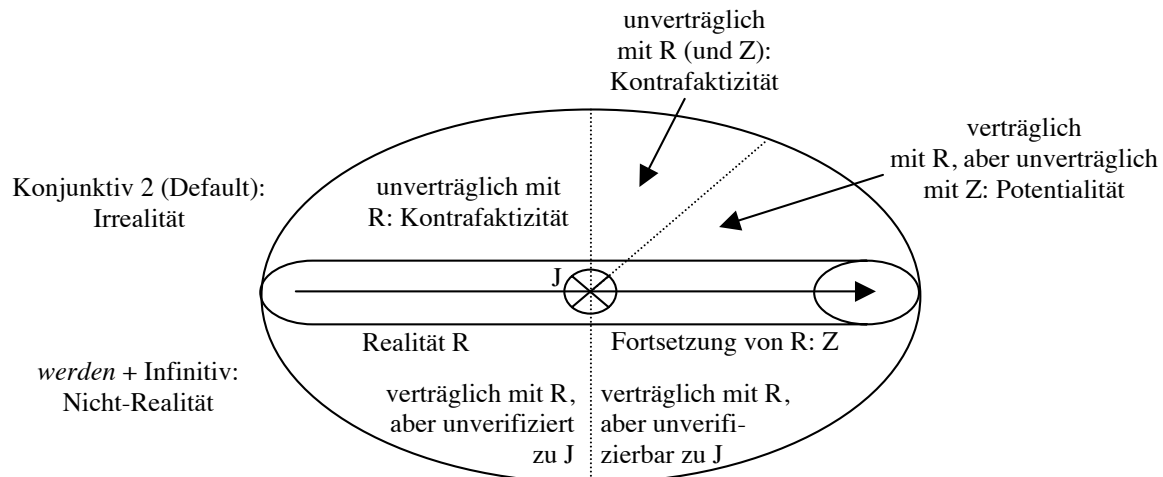 unverträglich
mit R (und Z):
Kontrafaktizität
verträglich
mit R, aber unverträglich
mit Z: Potentialität
Konjunktiv 2 (Default):
Irrealität
unverträglich mit
R: Kontrafaktizität
J
Realität R
Fortsetzung von R: Z
werden + Infinitiv:
Nicht-Realität
verträglich mit R,
aber unverifiziert
zu J
verträglich mit R,
aber unverifi-
zierbar zu J